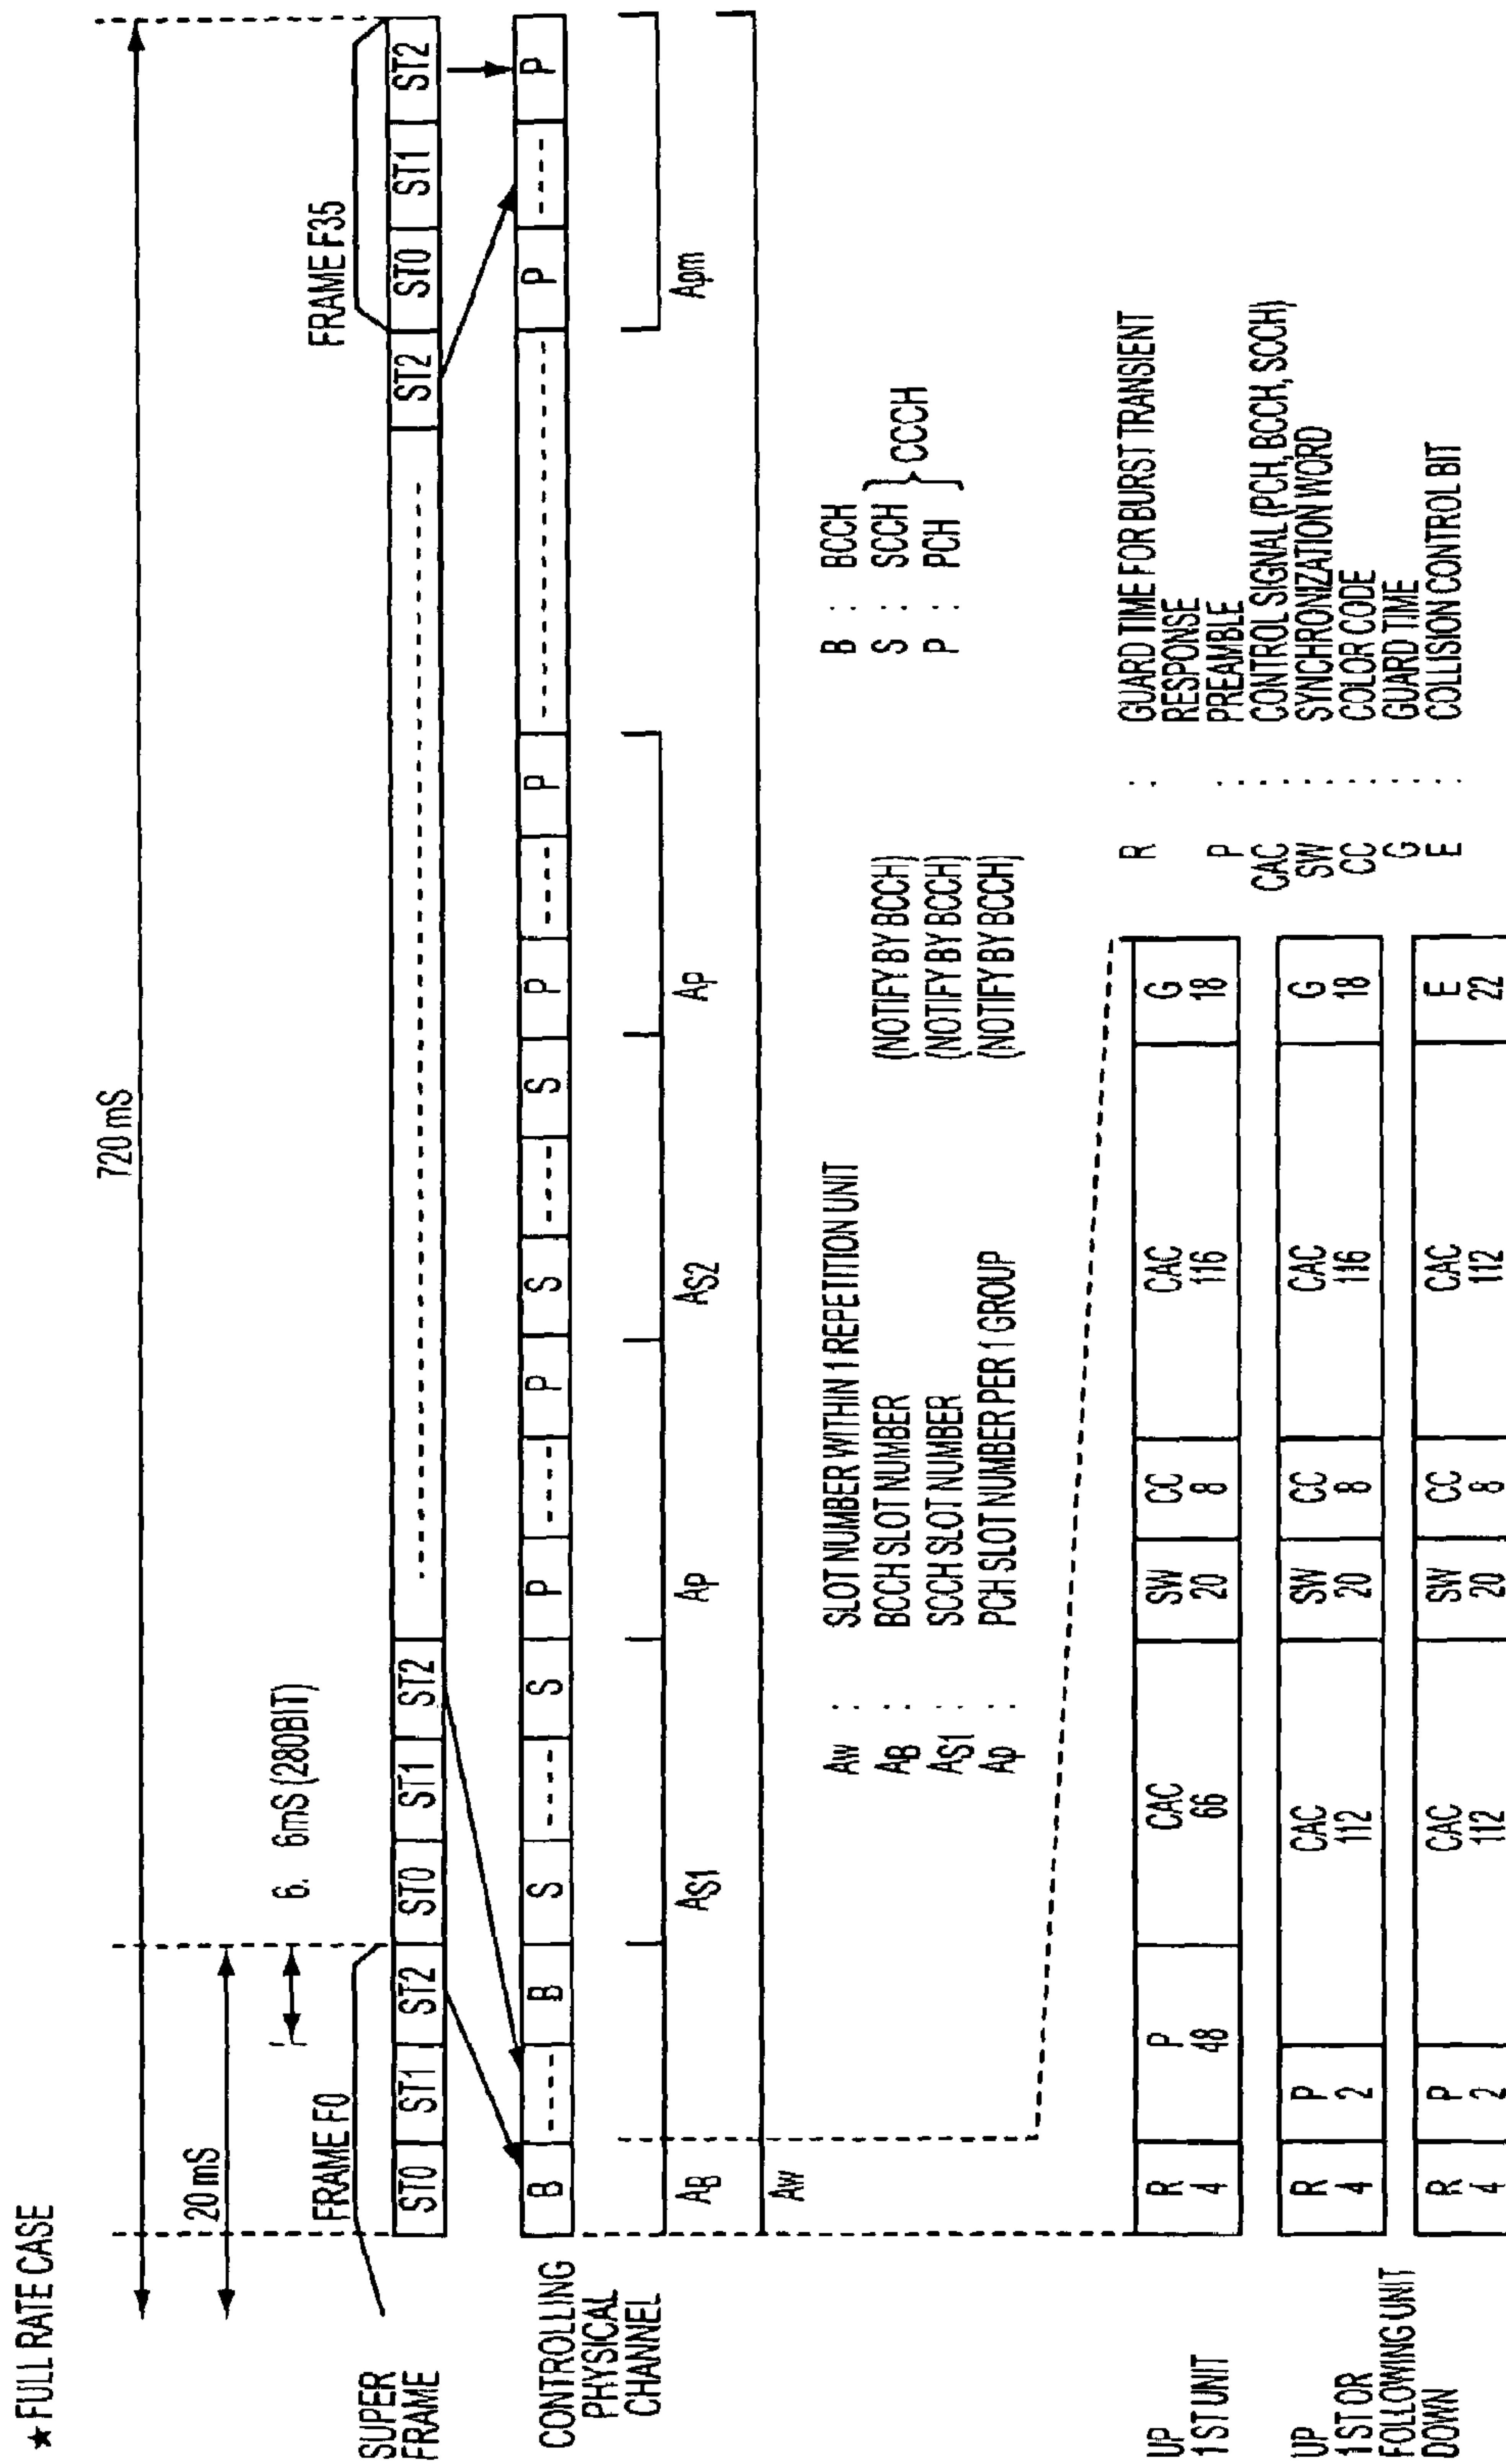 ★ FULL RATE CASE
720 mS
20 mS
6. 6mS (280BIT)
FRAME F0
FRAME F35
SUPER
FRAME
ST0 ST1 ST2 ST0 ST1 ST2 ST2 ST0 ST1 ST2
CONTROLLING
PHYSICAL
CHANNEL
B B S S P P S S P P P P
AB AS1 Ap AS2 Ap Apm
Aw
Aw : SLOT NUMBER WITHIN 1 REPETITION UNIT
AB : BCCH SLOT NUMBER (NOTIFY BY BCCH)
AS1 : SCCH SLOT NUMBER (NOTIFY BY BCCH)
Ap : PCH SLOT NUMBER PER 1 GROUP (NOTIFY BY BCCH)
B : BCCH
S : SCCH
P : PCH
CCCH
UP
1 ST UNIT
R P CAC SW CC CAC G
4 48 66 20 8 116 18
UP
1 ST OR
FOLLOWING UNIT
R P CAC SW CC CAC G
4 2 112 20 8 116 18
DOWN
R P CAC SW CC CAC E
4 2 112 20 8 112 22
R : GUARD TIME FOR BURST TRANSIENT
RESPONSE
P : PREAMBLE
CAC : CONTROL SIGNAL (PCH, BCCH, SCCH)
SW : SYNCHRONIZATION WORD
CC : COLOR CODE
G : GUARD TIME
E : COLLISION CONTROL BIT